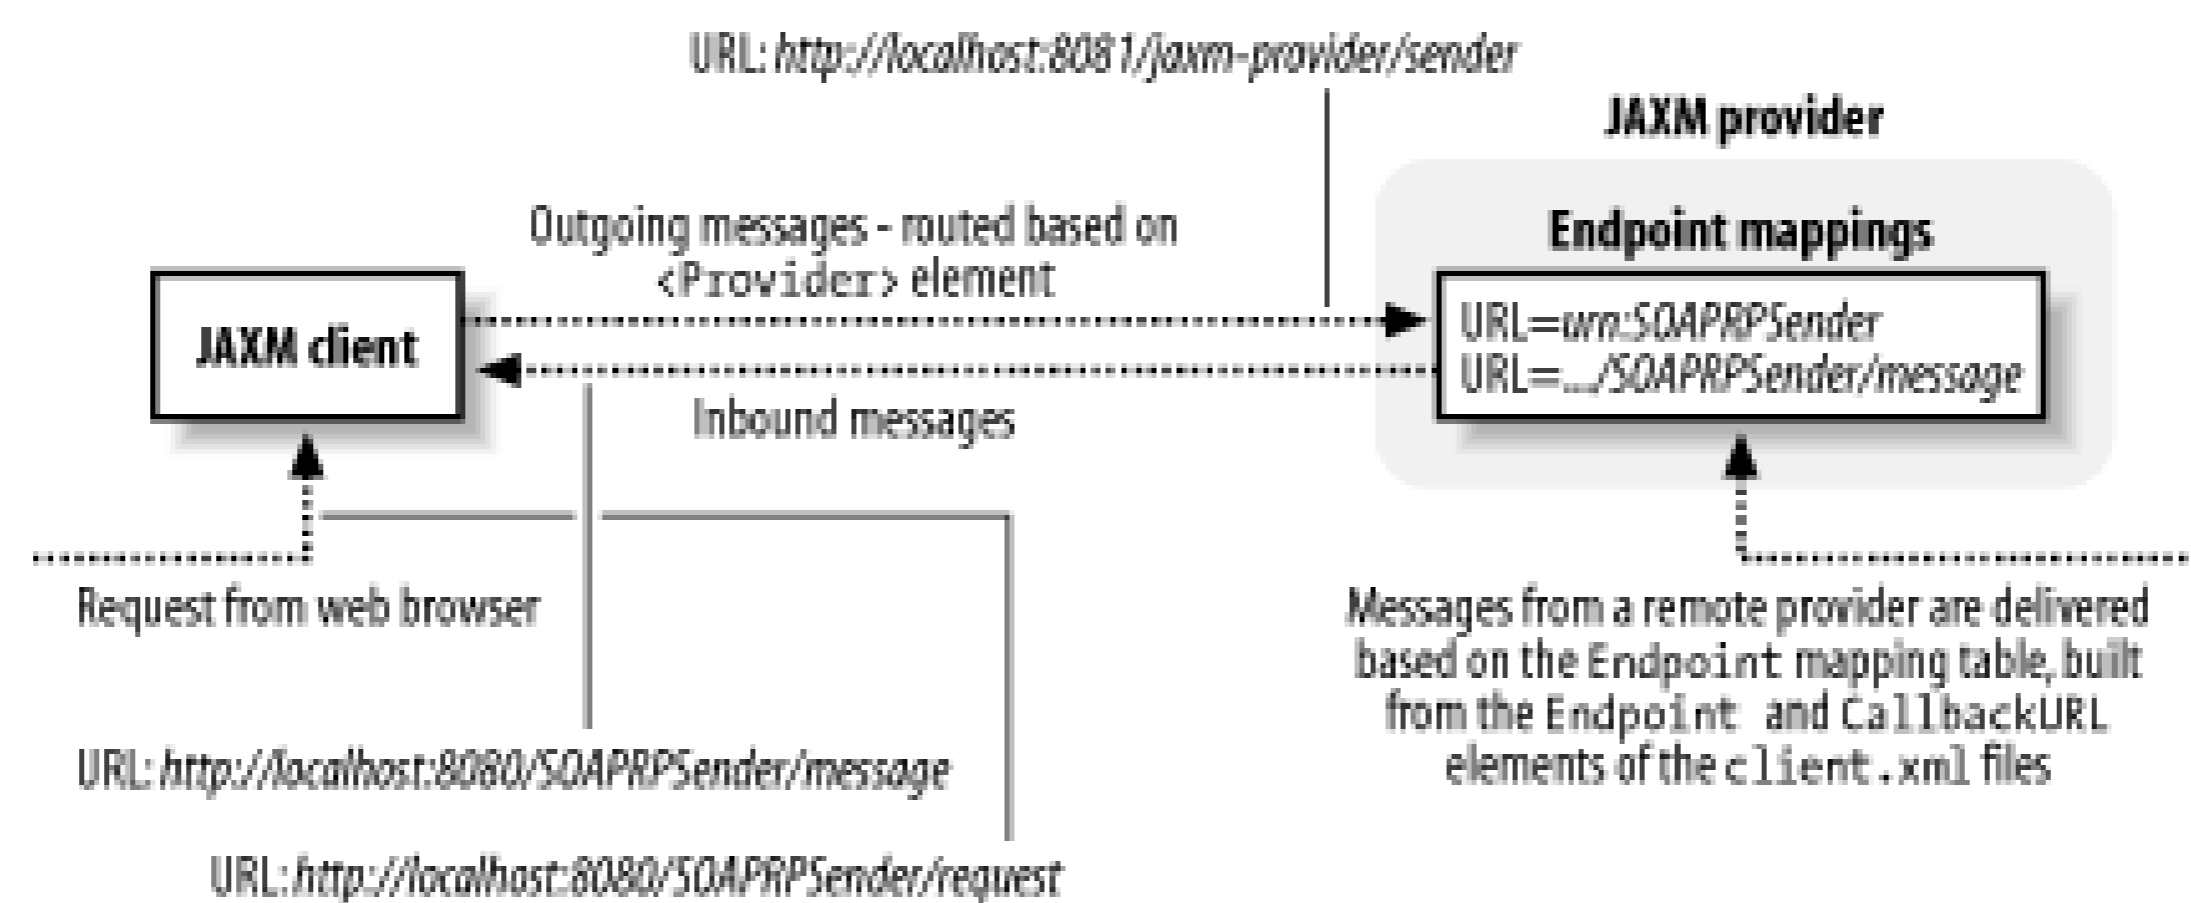 URL: http://localhost:8081/jaxm-provider/sender
JAXM provider
Outgoing messages - routed based on
<Provider> element
Endpoint mappings
JAXM client
URL=urn:SOAPRPSender
URL=.../SOAPRPSender/message
Inbound messages
Request from web browser
Messages from a remote provider are delivered
based on the Endpoint mapping table, built
from the Endpoint and CallbackURL
elements of the client.xml files
URL: http://localhost:8080/SOAPRPSender/message
URL: http://localhost:8080/SOAPRPSender/request